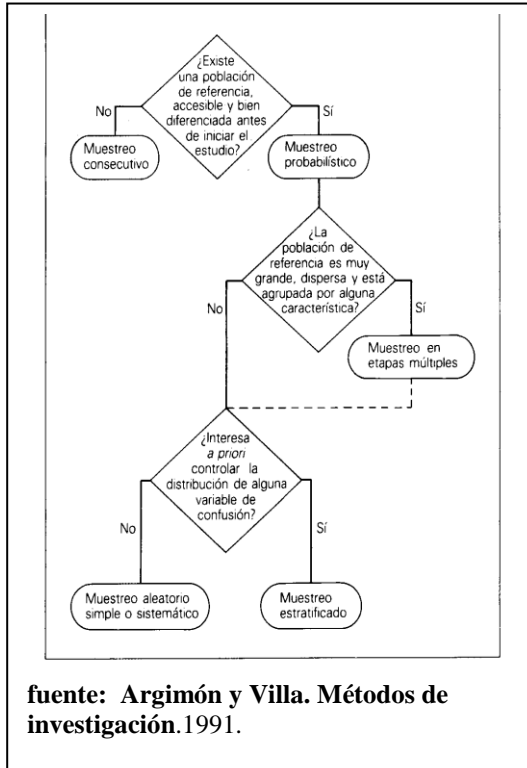 ¿Existe
una población
de referencia,
accesible y bien
diferenciada antes
de iniciar el
estudio?
No
Sí
Muestreo
consecutivo
Muestreo
probabilístico
¿La
población de
referencia es muy
grande, dispersa y está
agrupada por alguna
característica?
No
Sí
Muestreo en
etapas múltiples
¿Interesa
a priori
controlar la
distribución de alguna
variable de
confusión?
No
Sí
Muestreo aleatorio
simple o sistemático
Muestreo
estratificado
fuente: Argimón y Villa. Métodos de
investigación.1991.